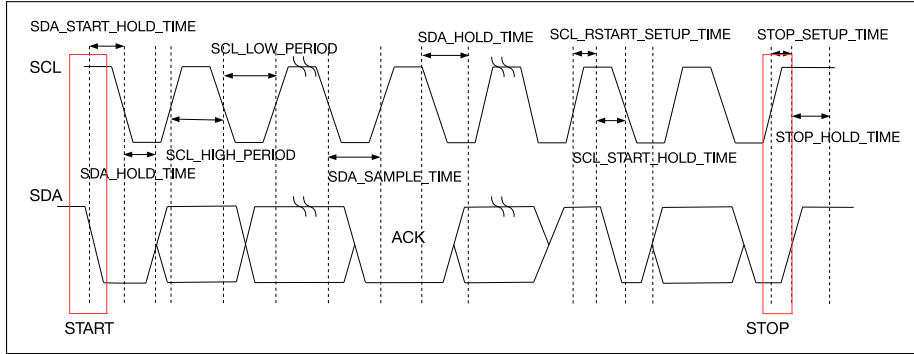 SDA_START_HOLD_TIME
SCL_LOW_PERIOD
SDA_HOLD_TIME
SCL_RSTART_SETUP_TIME
STOP_SETUP_TIME
SCL
STOP_HOLD_TIME
SCL_HIGH_PERIOD
SCL_START_HOLD_TIME
SDA_HOLD_TIME
SDA_SAMPLE_TIME
SDA
ACK
START
STOP